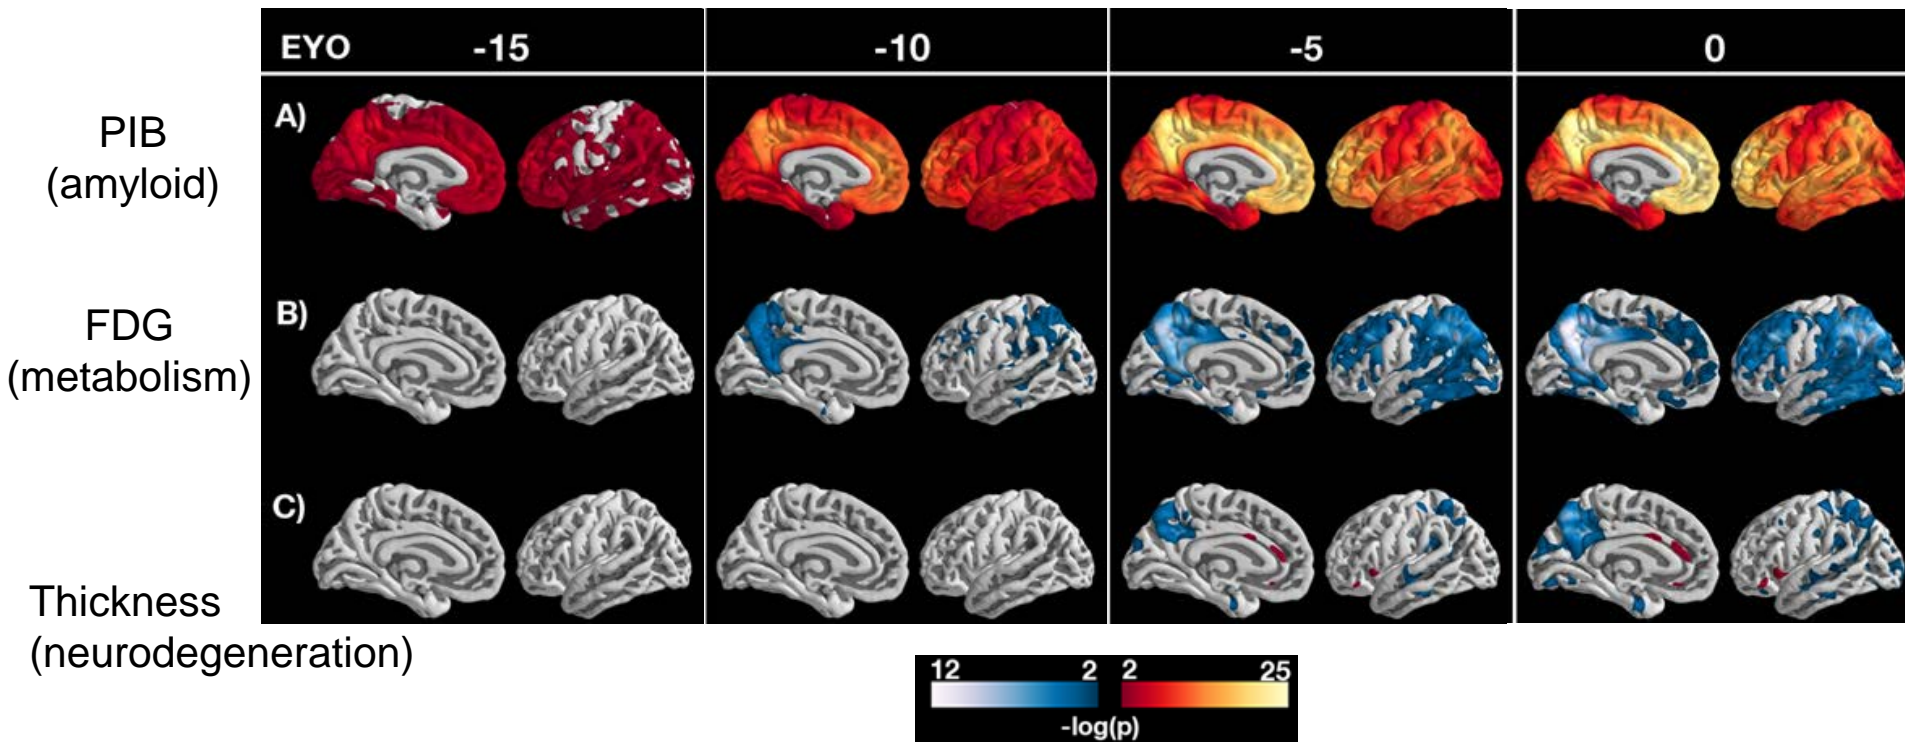 EYO -15 -10 -5 0
A)
PIB
(amyloid)
B)
FDG
(metabolism)
C)
Thickness
(neurodegeneration)
12 2 2 25
-log(p)